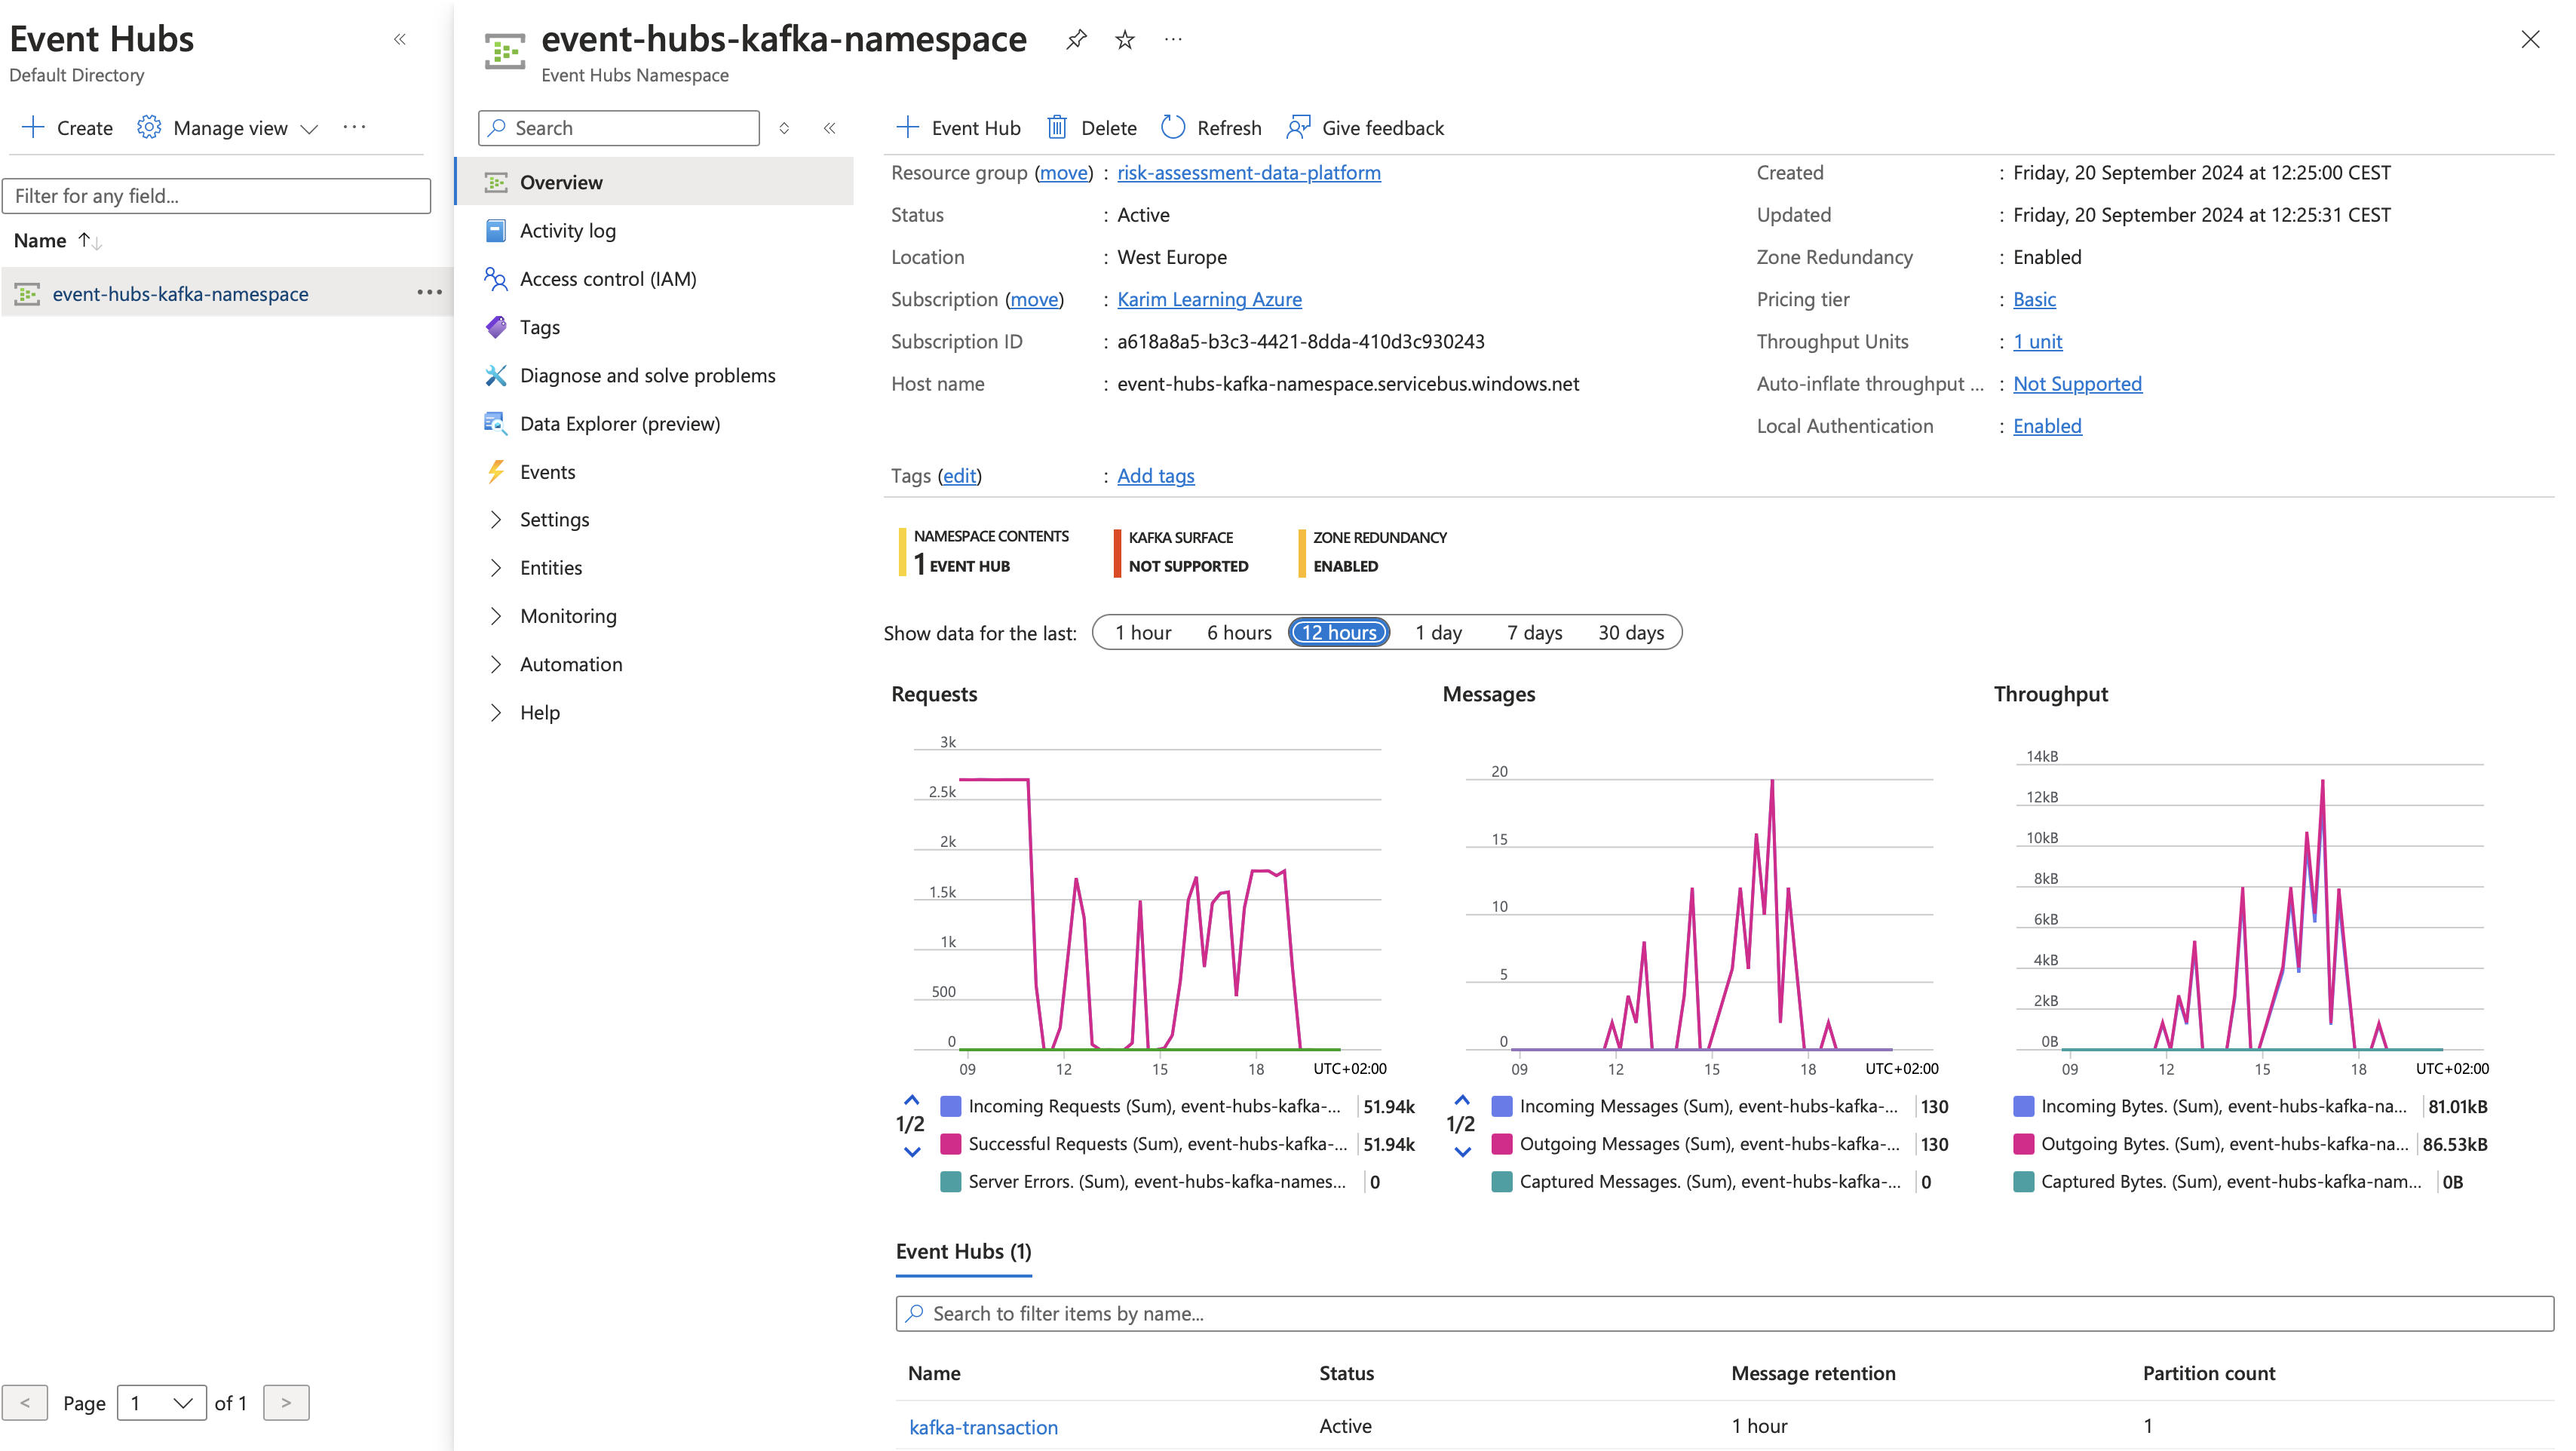 Event Hubs
Default Directory
Create
Manage view
Filter for any field...
Name
event-hubs-kafka-namespace
Page 1 of 1
event-hubs-kafka-namespace
Event Hubs Namespace
Search
Overview
Activity log
Access control (IAM)
Tags
Diagnose and solve problems
Data Explorer (preview)
Events
Settings
Entities
Monitoring
Automation
Help
Event Hub
Delete
Refresh
Give feedback
Resource group (move) : risk-assessment-data-platform
Status : Active
Location : West Europe
Subscription (move) : Karim Learning Azure
Subscription ID : a618a8a5-b3c3-4421-8dda-410d3c930243
Host name : event-hubs-kafka-namespace.servicebus.windows.net
Created : Friday, 20 September 2024 at 12:25:00 CEST
Updated : Friday, 20 September 2024 at 12:25:31 CEST
Zone Redundancy : Enabled
Pricing tier : Basic
Throughput Units : 1 unit
Auto-inflate throughput ... : Not Supported
Local Authentication : Enabled
Tags (edit) : Add tags
NAMESPACE CONTENTS
1 EVENT HUB
KAFKA SURFACE
NOT SUPPORTED
ZONE REDUNDANCY
ENABLED
Show data for the last: 1 hour 6 hours 12 hours 1 day 7 days 30 days
Requests
3k
2.5k
2k
1.5k
1k
500
0
09 12 15 18 UTC+02:00
1/2
Incoming Requests (Sum), event-hubs-kafka-... 51.94k
Successful Requests (Sum), event-hubs-kafka-... 51.94k
Server Errors. (Sum), event-hubs-kafka-names... 0
Messages
20
15
10
5
0
09 12 15 18 UTC+02:00
1/2
Incoming Messages (Sum), event-hubs-kafka-... 130
Outgoing Messages (Sum), event-hubs-kafka-... 130
Captured Messages. (Sum), event-hubs-kafka-... 0
Throughput
14kB
12kB
10kB
8kB
6kB
4kB
2kB
0B
09 12 15 18 UTC+02:00
Incoming Bytes. (Sum), event-hubs-kafka-na... 81.01kB
Outgoing Bytes. (Sum), event-hubs-kafka-na... 86.53kB
Captured Bytes. (Sum), event-hubs-kafka-nam... 0B
Event Hubs (1)
Search to filter items by name...
Name Status Message retention Partition count
kafka-transaction Active 1 hour 1